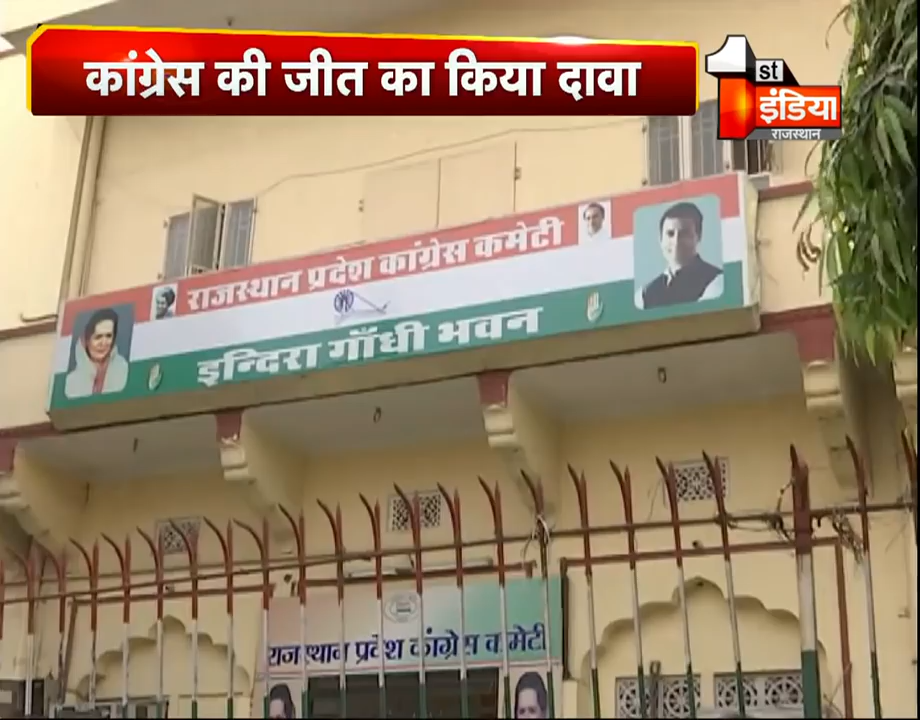 कांग्रेस की जीत का किया दावा
1st
इंडिया
राजस्थान
राजस्थान प्रदेश कांग्रेस कमेटी
इन्दिरा गाँधी भवन
राजस्थान प्रदेश कांग्रेस कमेटी